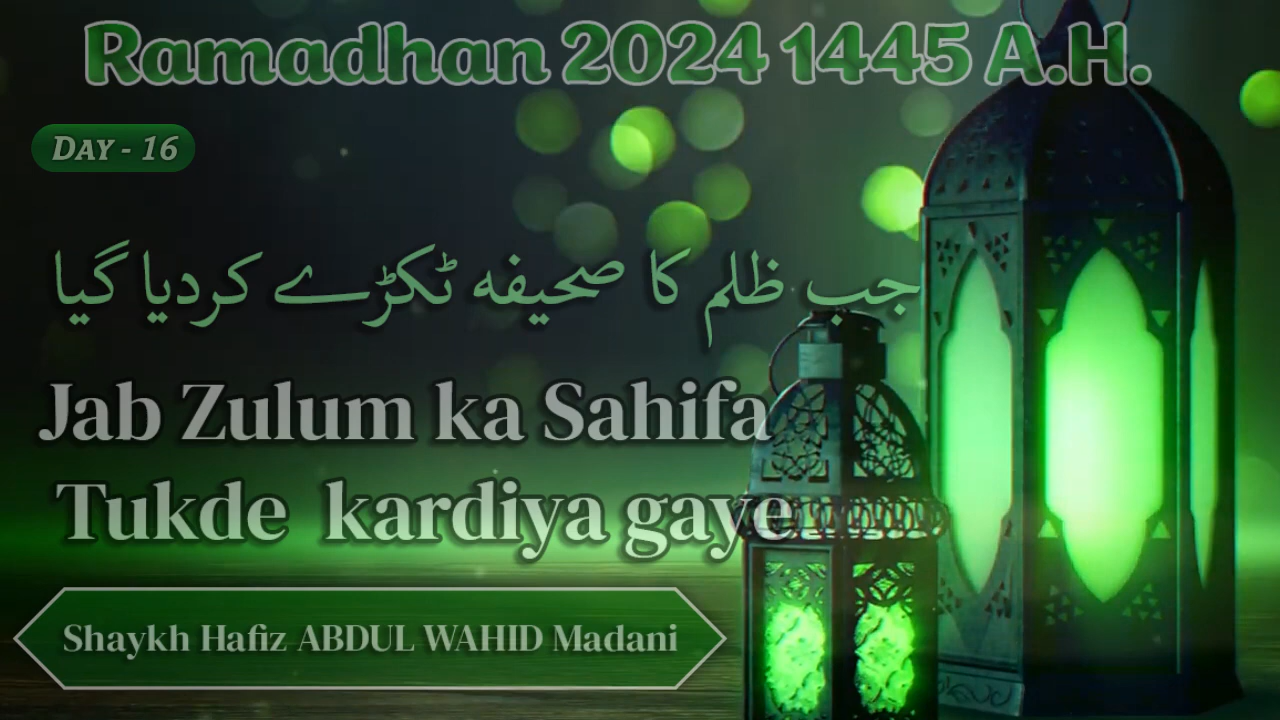 Ramadhan 2024 1445 A.H.
Day - 16
جب ظلم کا صحیفہ ٹکڑے کردیا گیا
Jab Zulum ka Sahifa
Tukde kardiya gaye
Shaykh Hafiz ABDUL WAHID Madani